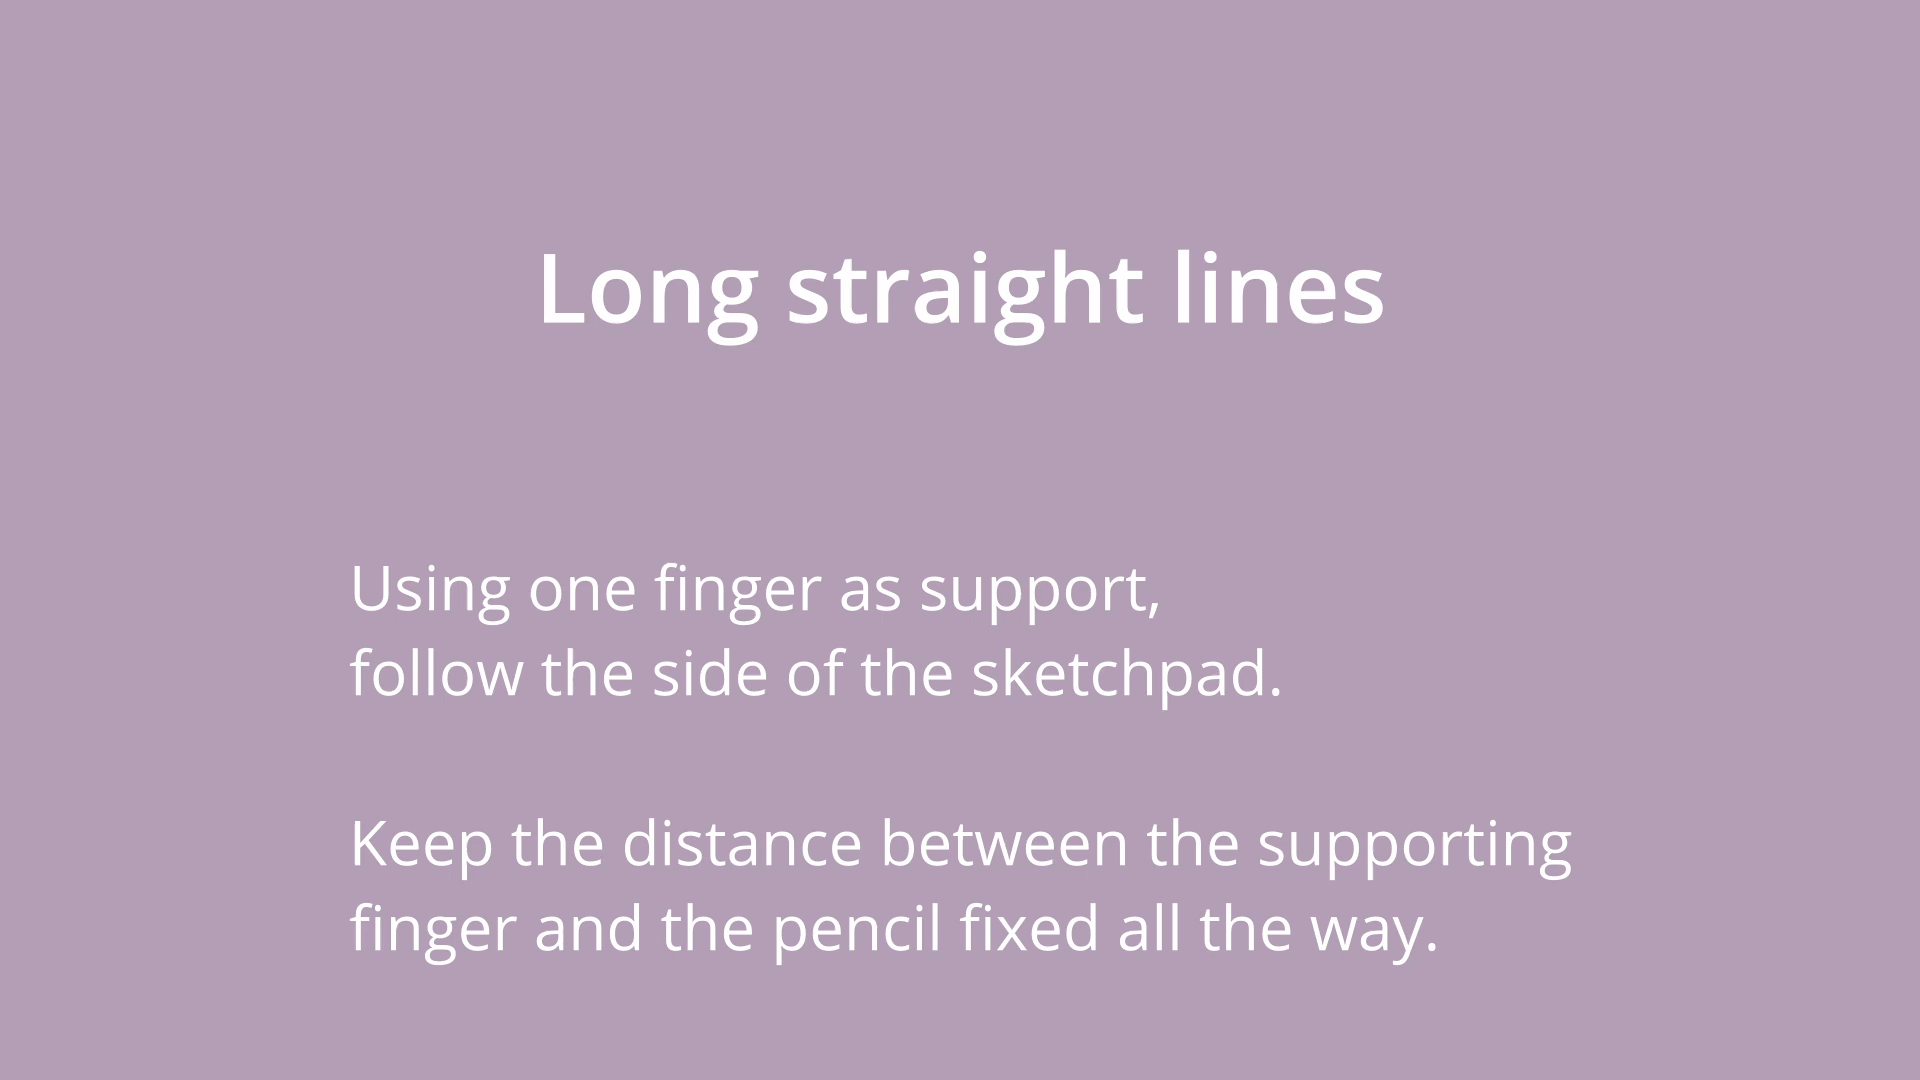 Long straight lines
Using one finger as support,
follow the side of the sketchpad.
Keep the distance between the supporting
finger and the pencil fixed all the way.